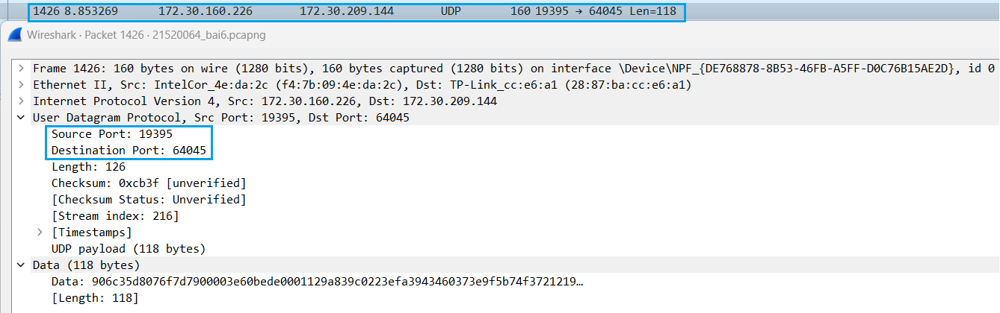 1426 8.853269 172.30.160.226 172.30.209.144 UDP 160 19395 → 64045 Len=118
Wireshark · Packet 1426 · 21520064_bai6.pcapng
Frame 1426: 160 bytes on wire (1280 bits), 160 bytes captured (1280 bits) on interface \Device\NPF_{DE768878-8B53-46FB-A5FF-D0C76B15AE2D}, id 0
Ethernet II, Src: IntelCor_4e:da:2c (f4:7b:09:4e:da:2c), Dst: TP-Link_cc:e6:a1 (28:87:ba:cc:e6:a1)
Internet Protocol Version 4, Src: 172.30.160.226, Dst: 172.30.209.144
User Datagram Protocol, Src Port: 19395, Dst Port: 64045
Source Port: 19395
Destination Port: 64045
Length: 126
Checksum: 0xcb3f [unverified]
[Checksum Status: Unverified]
[Stream index: 216]
[Timestamps]
UDP payload (118 bytes)
Data (118 bytes)
Data: 906c35d8076f7d7900003e60bede0001129a839c0223efa3943460373e9f5b74f3721219…
[Length: 118]